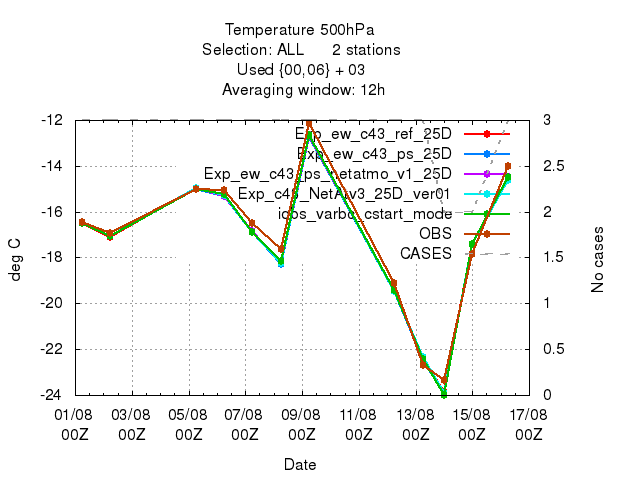 Temperature 500hPa
Selection: ALL 2 stations
Used {00,06} + 03
Averaging window: 12h
-12
-14
-16
-18
-20
-22
-24
deg C
3
2.5
2
1.5
1
0.5
0
No cases
Exp_ew_c43_ref_25D
Exp_ew_c43_ps_25D
Exp_ew_c43_ps_netatmo_v1_25D
OBS
CASES
01/08 03/08 05/08 07/08 09/08 11/08 13/08 15/08 17/08
00Z 00Z 00Z 00Z 00Z 00Z 00Z 00Z 00Z
Date